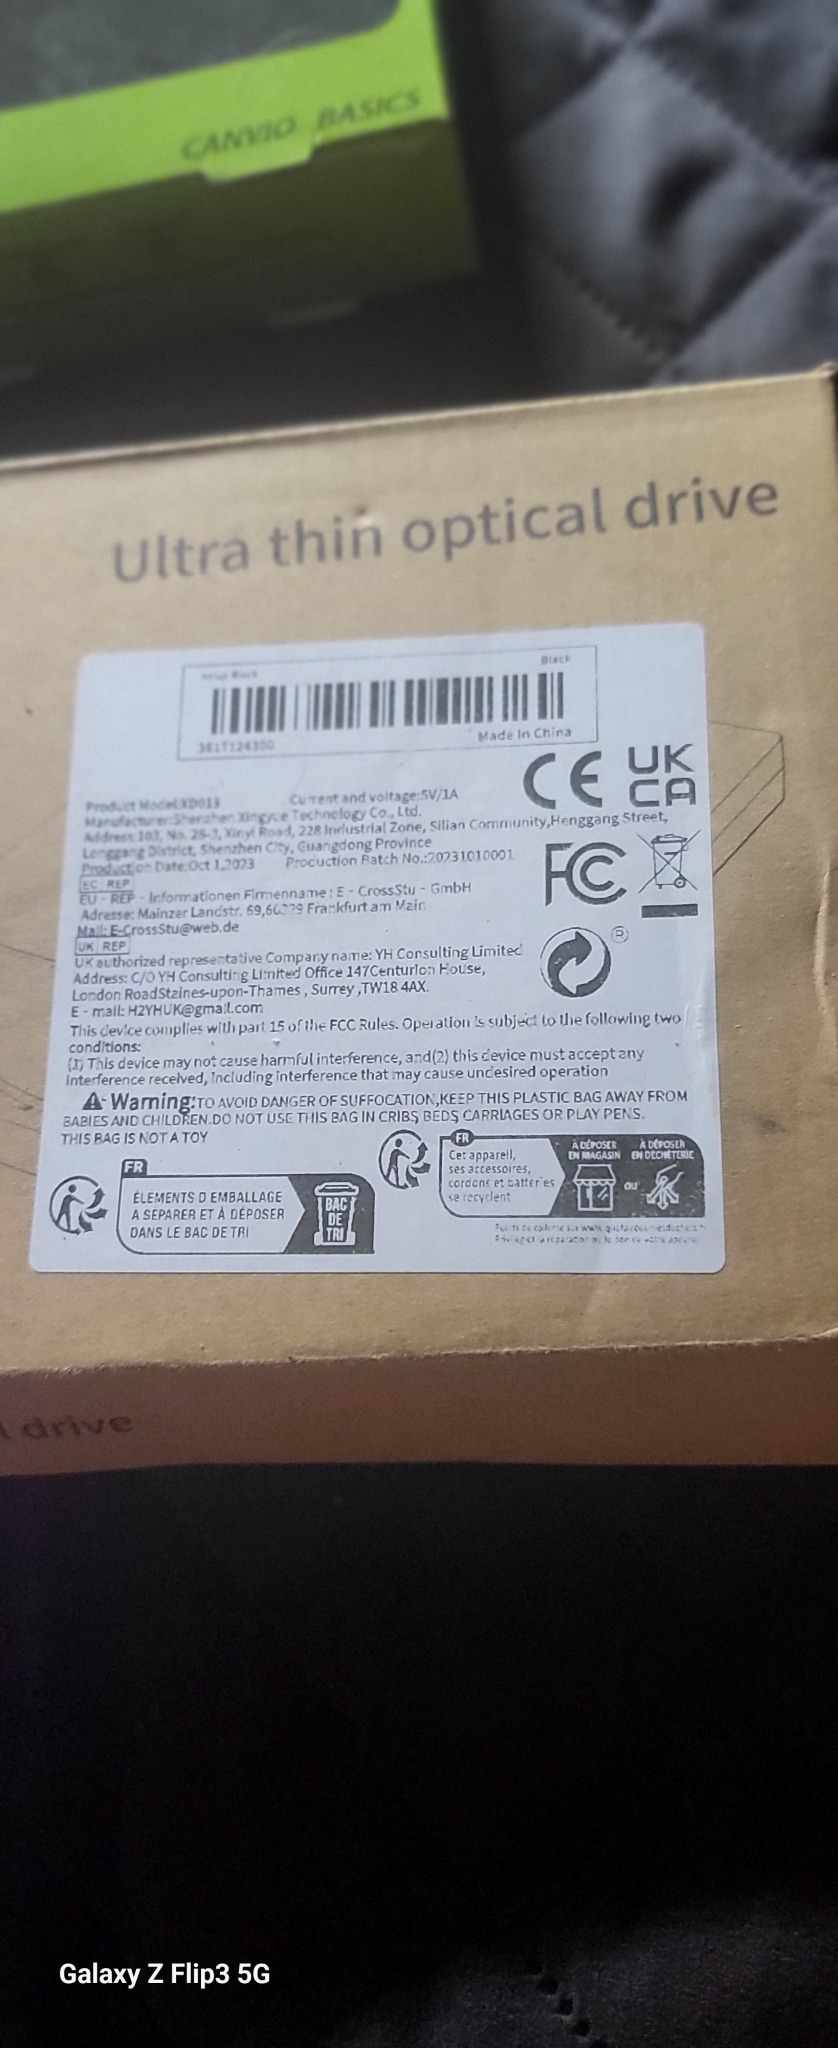 CANVIO BASICS
Ultra thin optical drive
Black
3817124300
Made In China
CE
UK
CA
Product Model:XD013 Current and voltage:5V/1A
Manufacturer:Shenzhen Technology Co., Ltd.
Address:103, No. 28-3, Xinyi Road, 228 Industrial Zone, Silian Community,Henggang Street,
Longgang District, Shenzhen City, Guangdong Province
Production Date:Oct 1,2023 Production Batch No.:20231010001
FC
EC REP
EU - REP - Informationen Firmenname : E - CrossStu - GmbH
Adresse: Mainzer Landstr. 69, Frankfurt am Main
Mail: E-CrossStu@web.de
UK REP
UK authorized representative Company name: YH Consulting Limited
Address: C/O YH Consulting Limited Office 147Centurion House,
London RoadStaines-upon-Thames , Surrey ,TW18 4AX.
E - mail: H2YHUK@gmail.com
This device complies with part 15 of the FCC Rules. Operation is subject to the following two
conditions:
(1) This device may not cause harmful interference, and(2) this device must accept any
interference received, including interference that may cause undesired operation
Warning:TO AVOID DANGER OF SUFFOCATION,KEEP THIS PLASTIC BAG AWAY FROM
BABIES AND CHILDREN.DO NOT USE THIS BAG IN CRIBS, BEDS, CARRIAGES OR PLAY PENS.
THIS BAG IS NOT A TOY
FR
ÉLÉMENTS D EMBALLAGE
A SÉPARER ET À DÉPOSER
DANS LE BAC DE TRI
BAC
DE
TRI
FR
Cet appareil,
ses accessoires,
cordons et batteries
se recyclent
À DÉPOSER
EN MAGASIN
ou
À DÉPOSER
EN DÉCHÈTERIE
l drive
Galaxy Z Flip3 5G